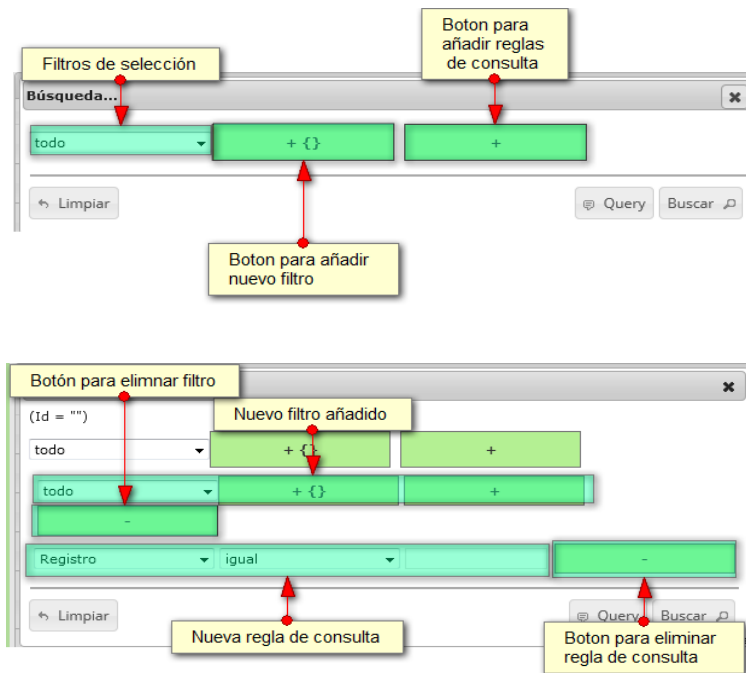 Boton para
añadir reglas
de consulta
Filtros de selección
Búsqueda...
todo
+ {}
+
Limpiar
Query
Buscar
Boton para añadir
nuevo filtro
Botón para elimnar filtro
Nuevo filtro añadido
(Id = "")
todo
+ {}
+
todo
+ {}
+
-
Registro
igual
-
Limpiar
Query
Buscar
Nueva regla de consulta
Boton para eliminar
regla de consulta